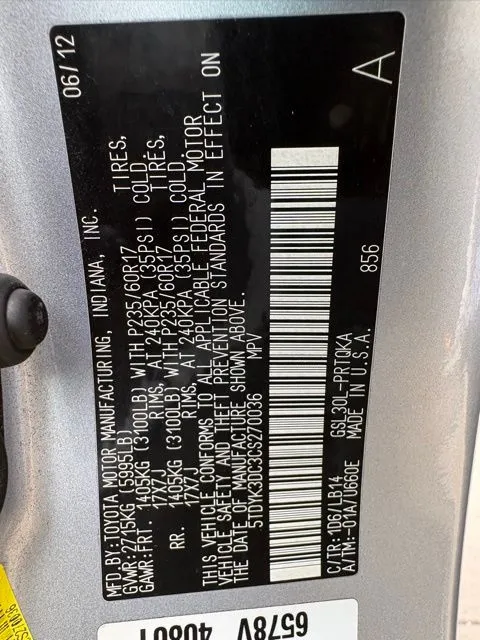 MFD.BY:TOYOTA MOTOR MANUFACTURING, INDIANA, INC. 06/12
GVWR:2715KG (5995LB)
GAWR:FRT. 1405KG (3100LB) WITH P235/60R17 TIRES,
17X7J RIMS, AT 240KPA (35PSI) COLD.
RR. 1405KG (3100LB) WITH P235/60R17 TIRES,
17X7J RIMS, AT 240KPA (35PSI) COLD.
THIS VEHICLE CONFORMS TO ALL APPLICABLE FEDERAL MOTOR
VEHICLE SAFETY AND THEFT PREVENTION STANDARDS IN EFFECT ON
THE DATE OF MANUFACTURE SHOWN ABOVE.
5TDYK3DC3CS270036 MPV
C/TR:1D6/LB14 GSL30L-PRTQKA 856
A/TM:-01A/U660E MADE IN U.S.A.
A
6578V